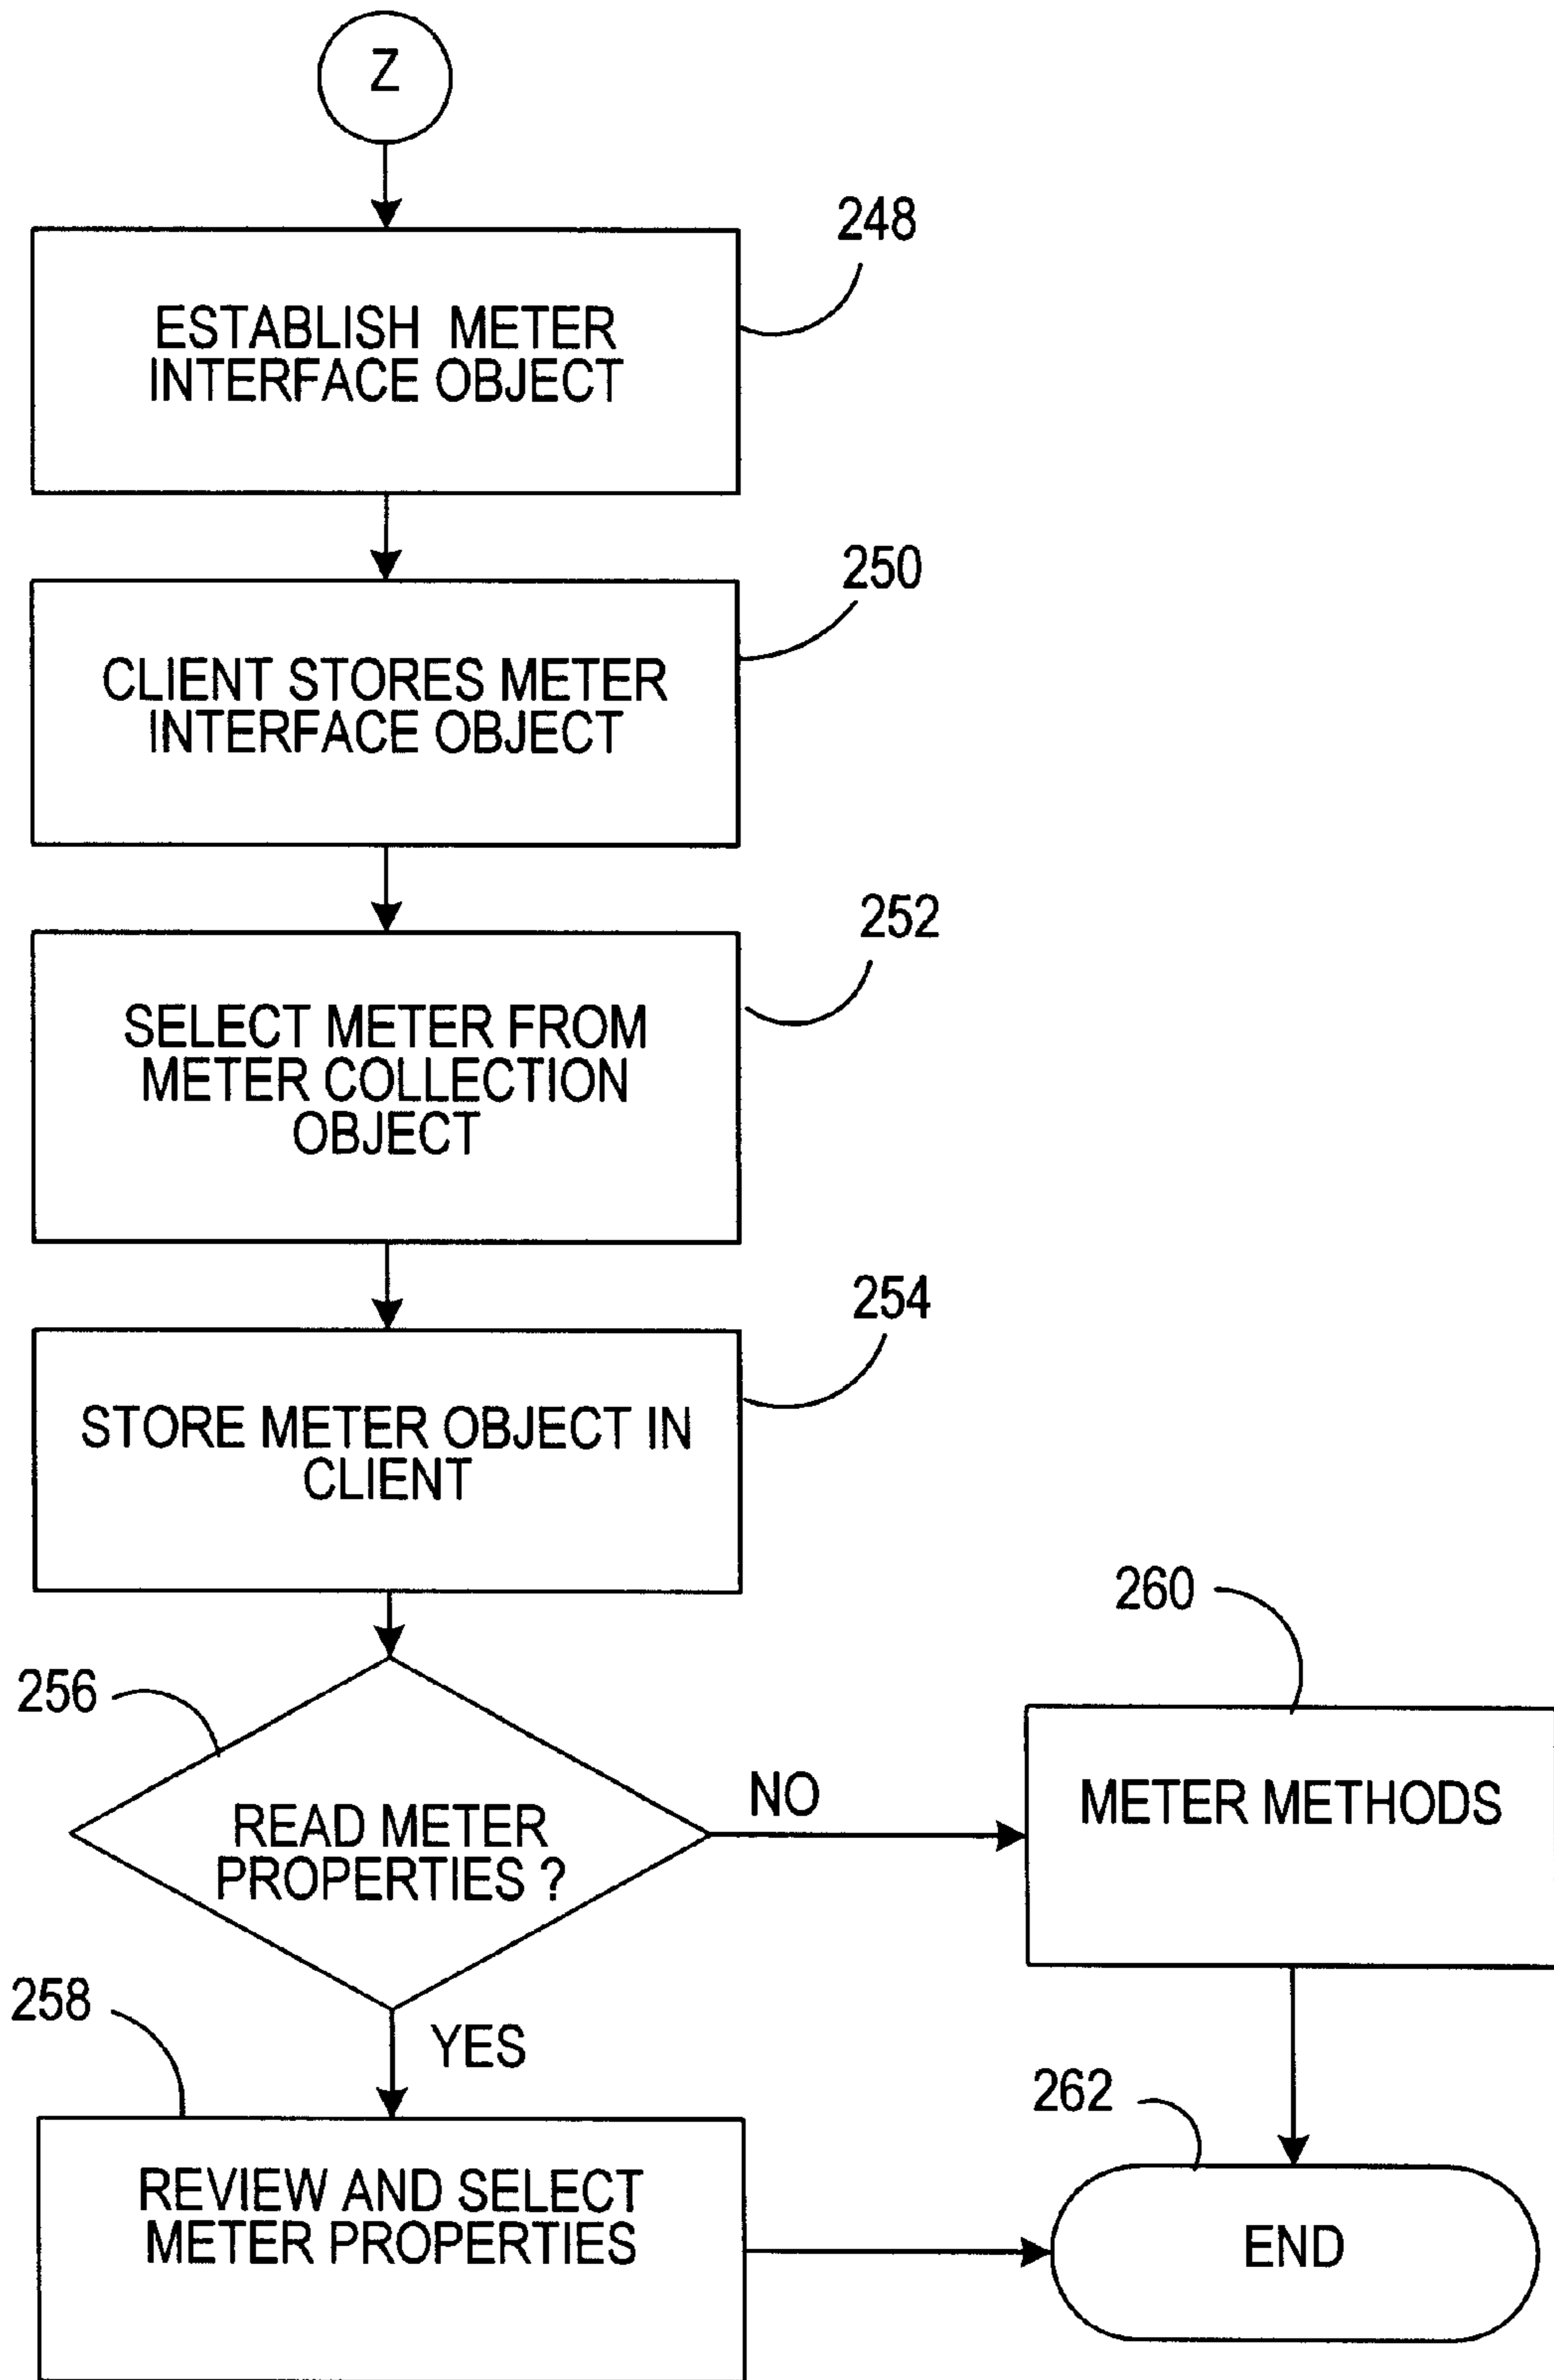 Z
248
ESTABLISH METER
INTERFACE OBJECT
250
CLIENT STORES METER
INTERFACE OBJECT
252
SELECT METER FROM
METER COLLECTION
OBJECT
254
STORE METER OBJECT IN
CLIENT
256
READ METER
PROPERTIES ?
NO
260
METER METHODS
258
YES
REVIEW AND SELECT
METER PROPERTIES
262
END